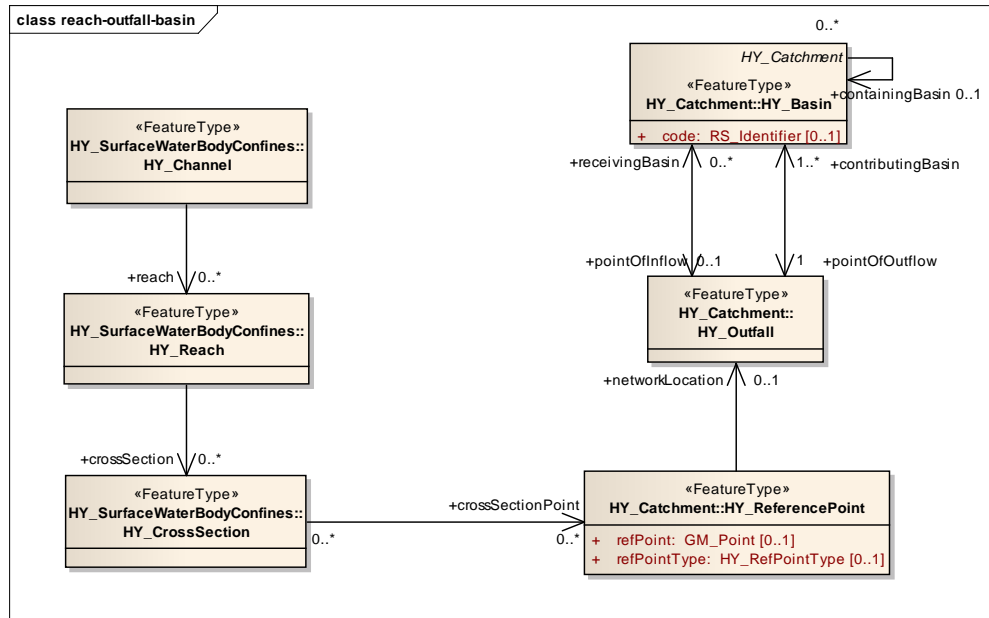 class reach-outfall-basin
0..*
HY_Catchment
«FeatureType»
HY_Catchment::HY_Basin
+ code: RS_Identifier [0..1]
+containingBasin 0..1
+receivingBasin 0..*
1..* +contributingBasin
«FeatureType»
HY_SurfaceWaterBodyConfines::
HY_Channel
+reach 0..*
+pointOfInflow 0..1
1 +pointOfOutflow
«FeatureType»
HY_SurfaceWaterBodyConfines::
HY_Reach
«FeatureType»
HY_Catchment::
HY_Outfall
+networkLocation 0..1
+crossSection 0..*
«FeatureType»
HY_SurfaceWaterBodyConfines::
HY_CrossSection
+crossSectionPoint
0..* 0..*
«FeatureType»
HY_Catchment::HY_ReferencePoint
+ refPoint: GM_Point [0..1]
+ refPointType: HY_RefPointType [0..1]